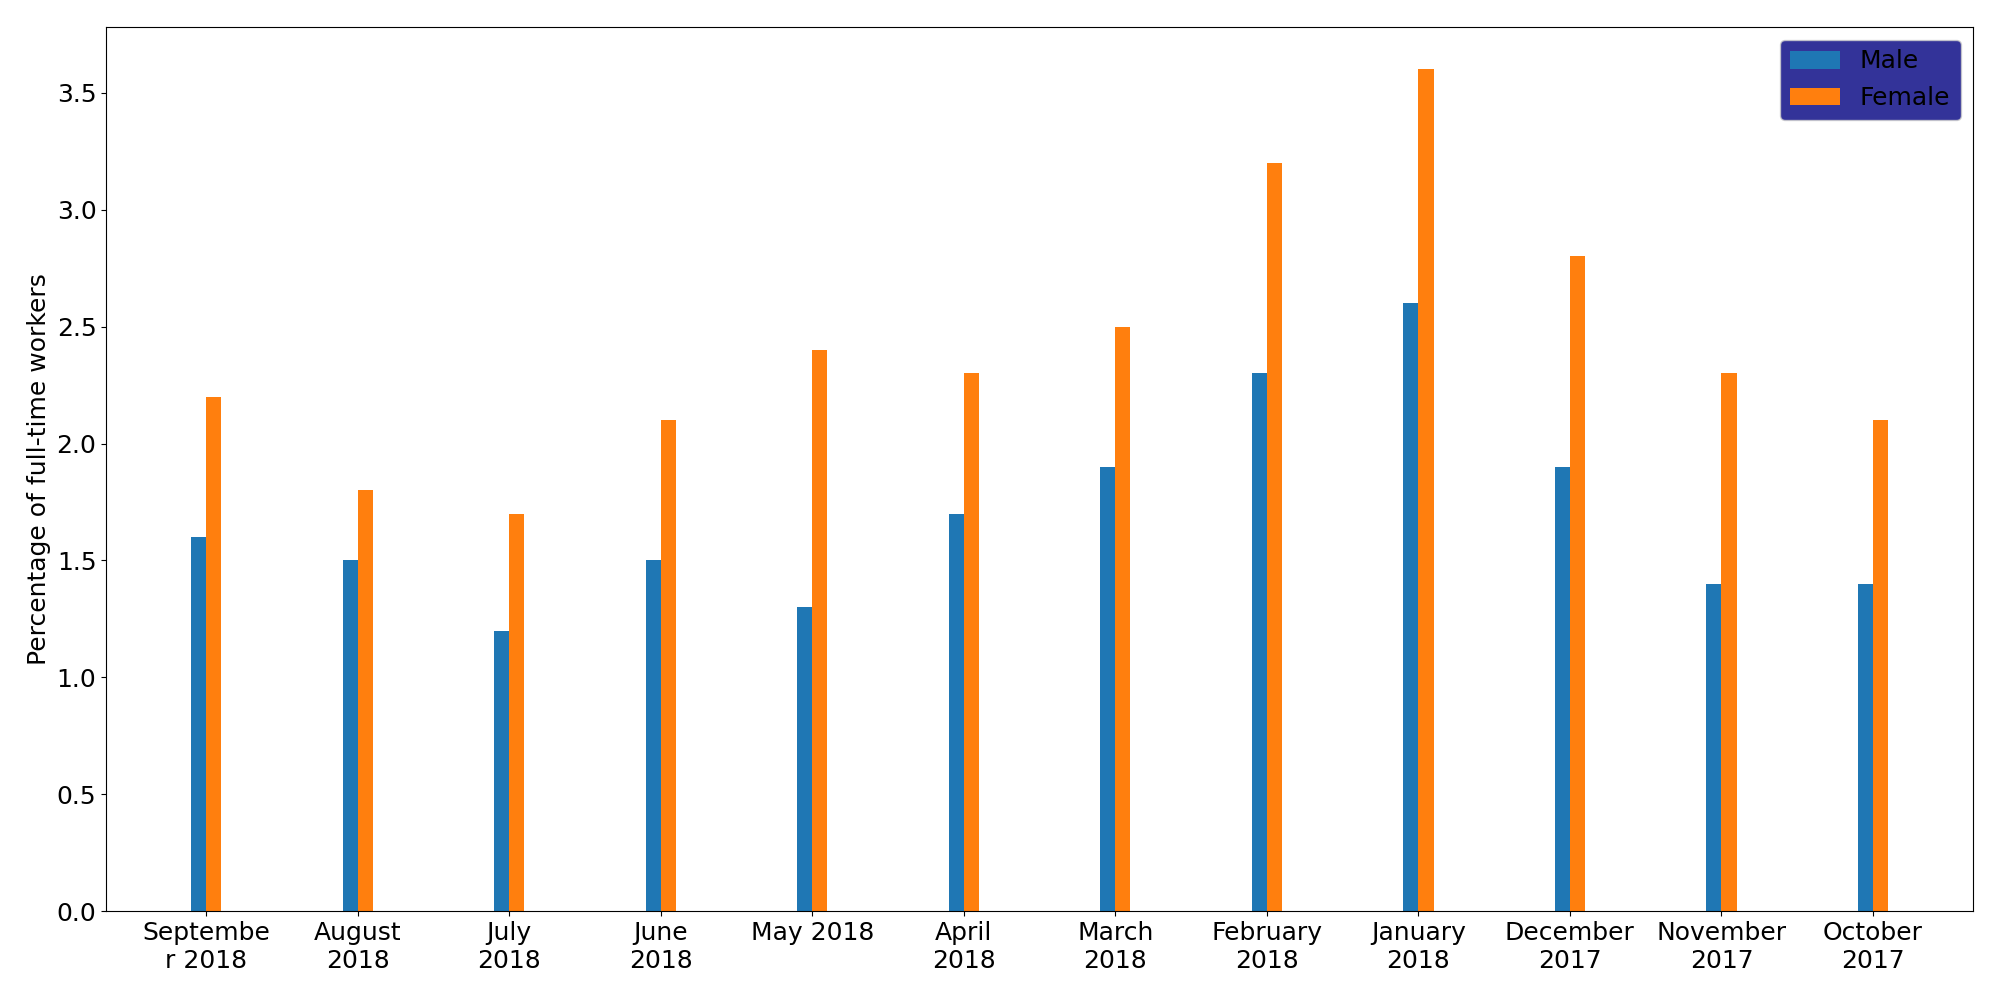 Percentage of full-time workers
3.5
3.0
2.5
2.0
1.5
1.0
0.5
0.0
Male
Female
Septembe
r 2018
August
2018
July
2018
June
2018
May 2018
April
2018
March
2018
February
2018
January
2018
December
2017
November
2017
October
2017